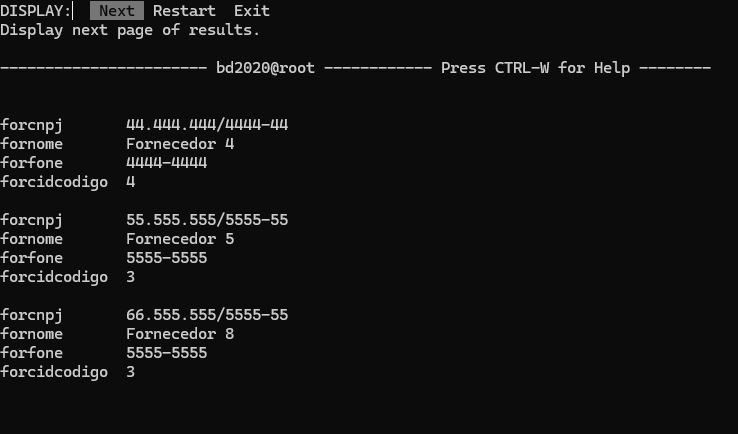 DISPLAY:  Next  Restart  Exit
Display next page of results.
----------------------- bd2020@root ------------ Press CTRL-W for Help --------
forcnpj       44.444.444/4444-44
fornome       Fornecedor 4
forfone       4444-4444
forcidcodigo  4
forcnpj       55.555.555/5555-55
fornome       Fornecedor 5
forfone       5555-5555
forcidcodigo  3
forcnpj       66.555.555/5555-55
fornome       Fornecedor 8
forfone       5555-5555
forcidcodigo  3